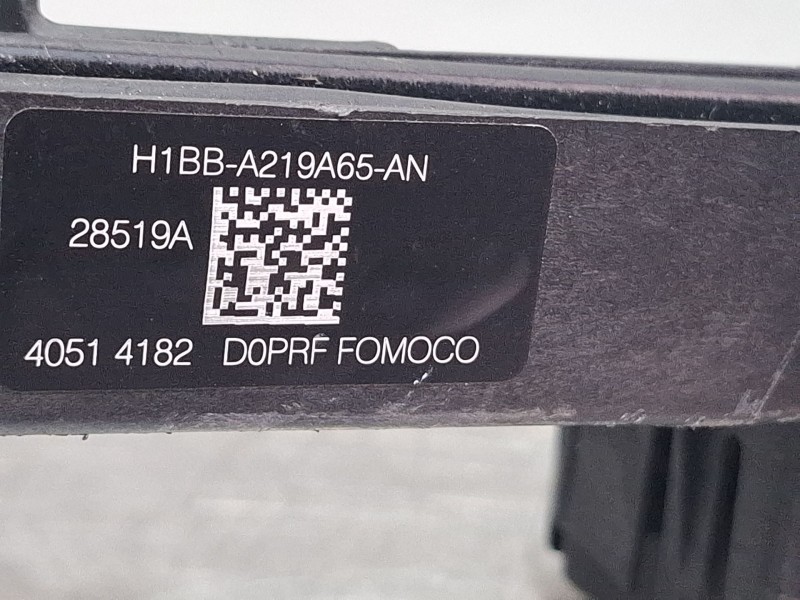 H1BB-A219A65-AN
28519A
4051 4182 D0PRF FOMOCO